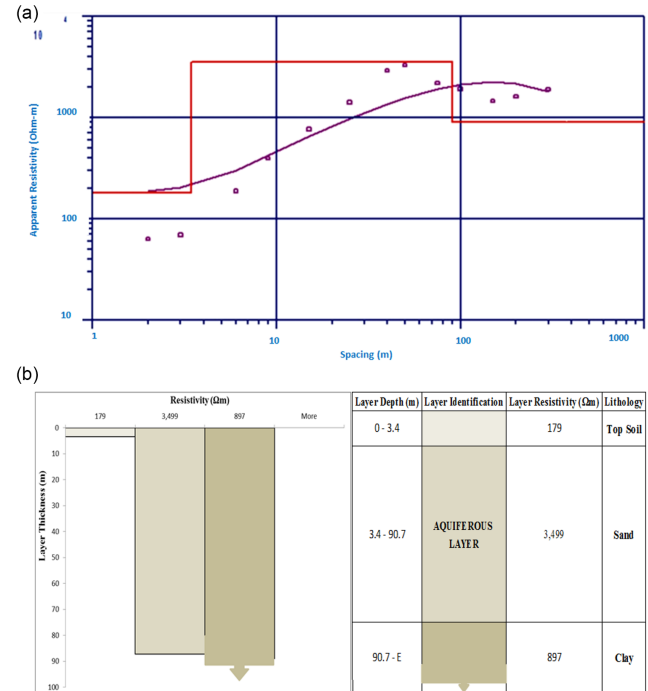 (a)
10 4
1000
100
10
Apparent Resistivity (Ohm-m)
1 10 100 1000
Spacing (m)
(b)
Resistivity (Ωm)
179 3,499 897 More
0
10
20
30
40
50
60
70
80
90
100
Layer Thickness (m)
Layer Depth (m) Layer Identification Layer Resistivity (Ωm) Lithology
0 - 3.4 179 Top Soil
3.4 - 90.7 AQUIFEROUS LAYER 3,499 Sand
90.7 - E 897 Clay